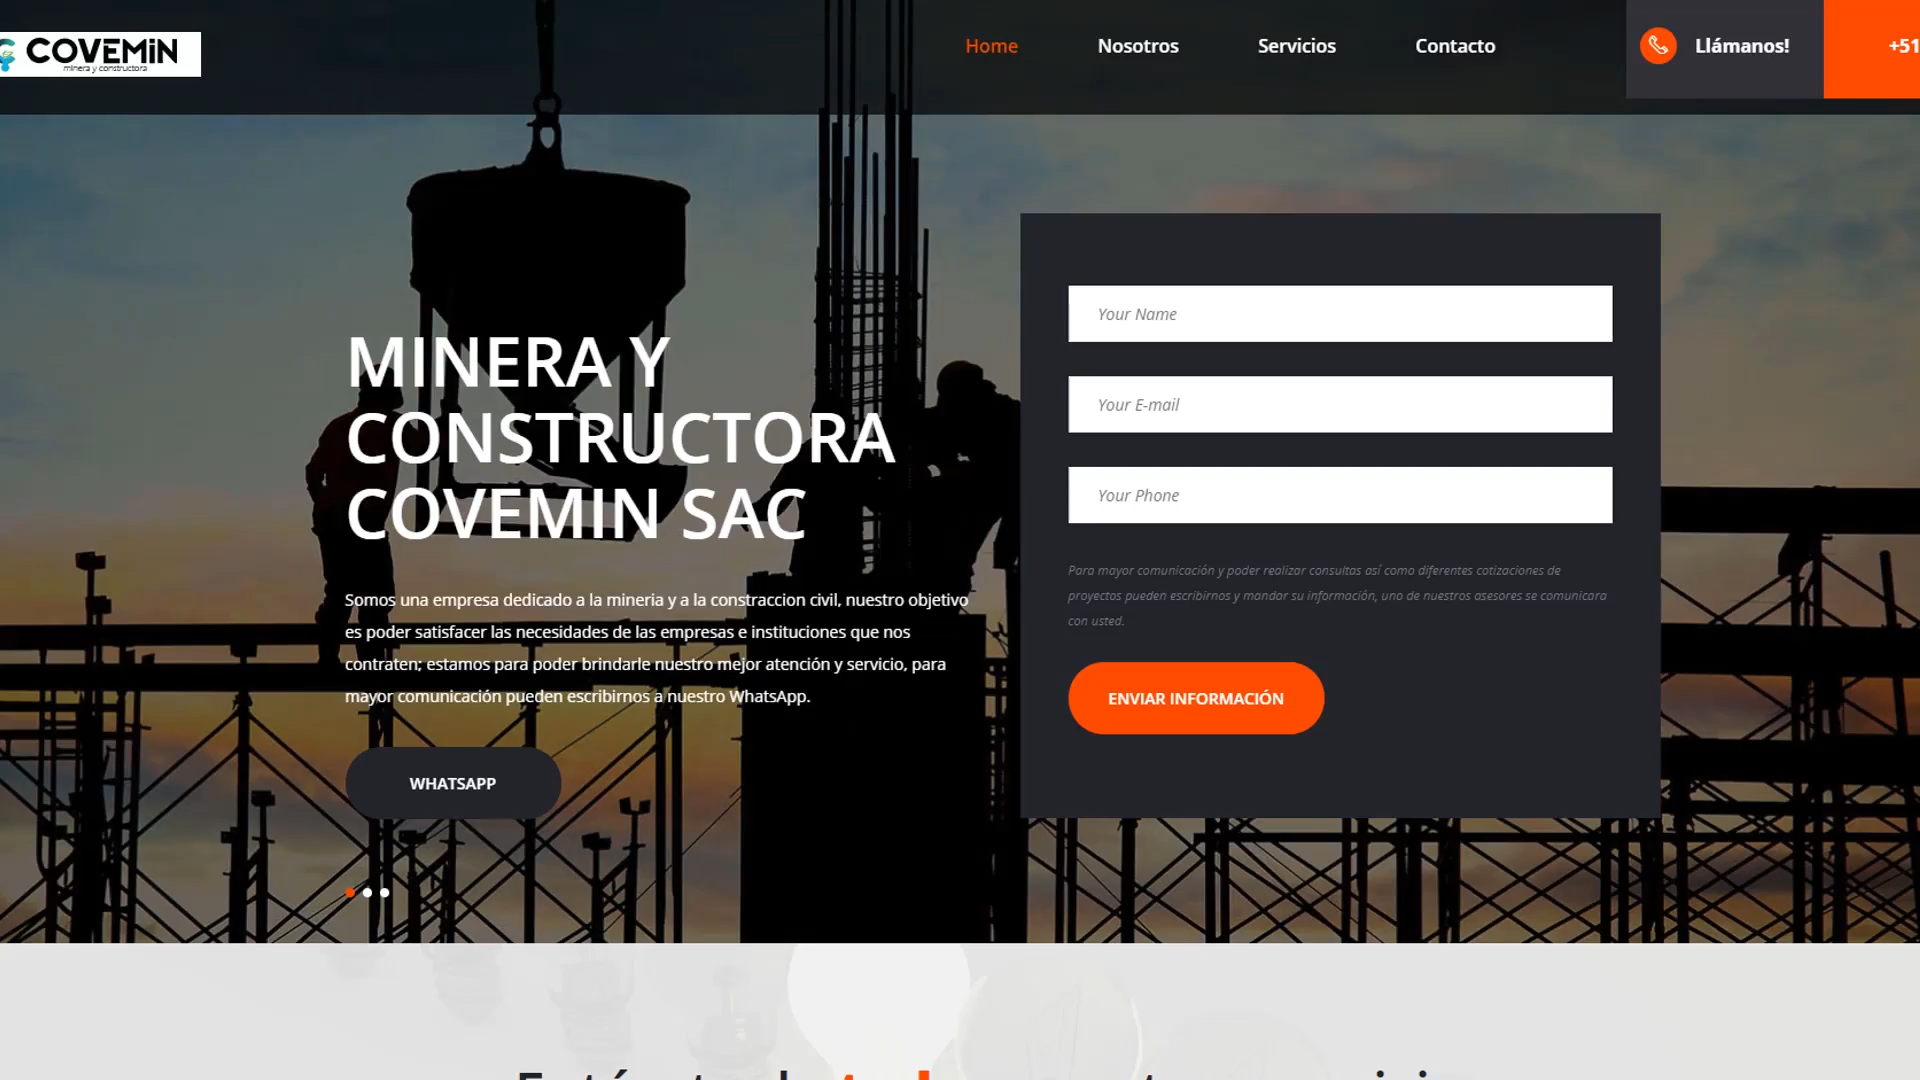 COVEMiN
minera y constructora
Home
Nosotros
Servicios
Contacto
Llámanos!
+51
MINERA Y
CONSTRUCTORA
COVEMIN SAC
Somos una empresa dedicado a la mineria y a la constraccion civil, nuestro objetivo
es poder satisfacer las necesidades de las empresas e instituciones que nos
contraten; estamos para poder brindarle nuestro mejor atención y servicio, para
mayor comunicación pueden escribirnos a nuestro WhatsApp.
WHATSAPP
Your Name
Your E-mail
Your Phone
Para mayor comunicación y poder realizar consultas así como diferentes cotizaciones de
proyectos pueden escribirnos y mandar su información, uno de nuestros asesores se comunicara
con usted.
ENVIAR INFORMACIÓN